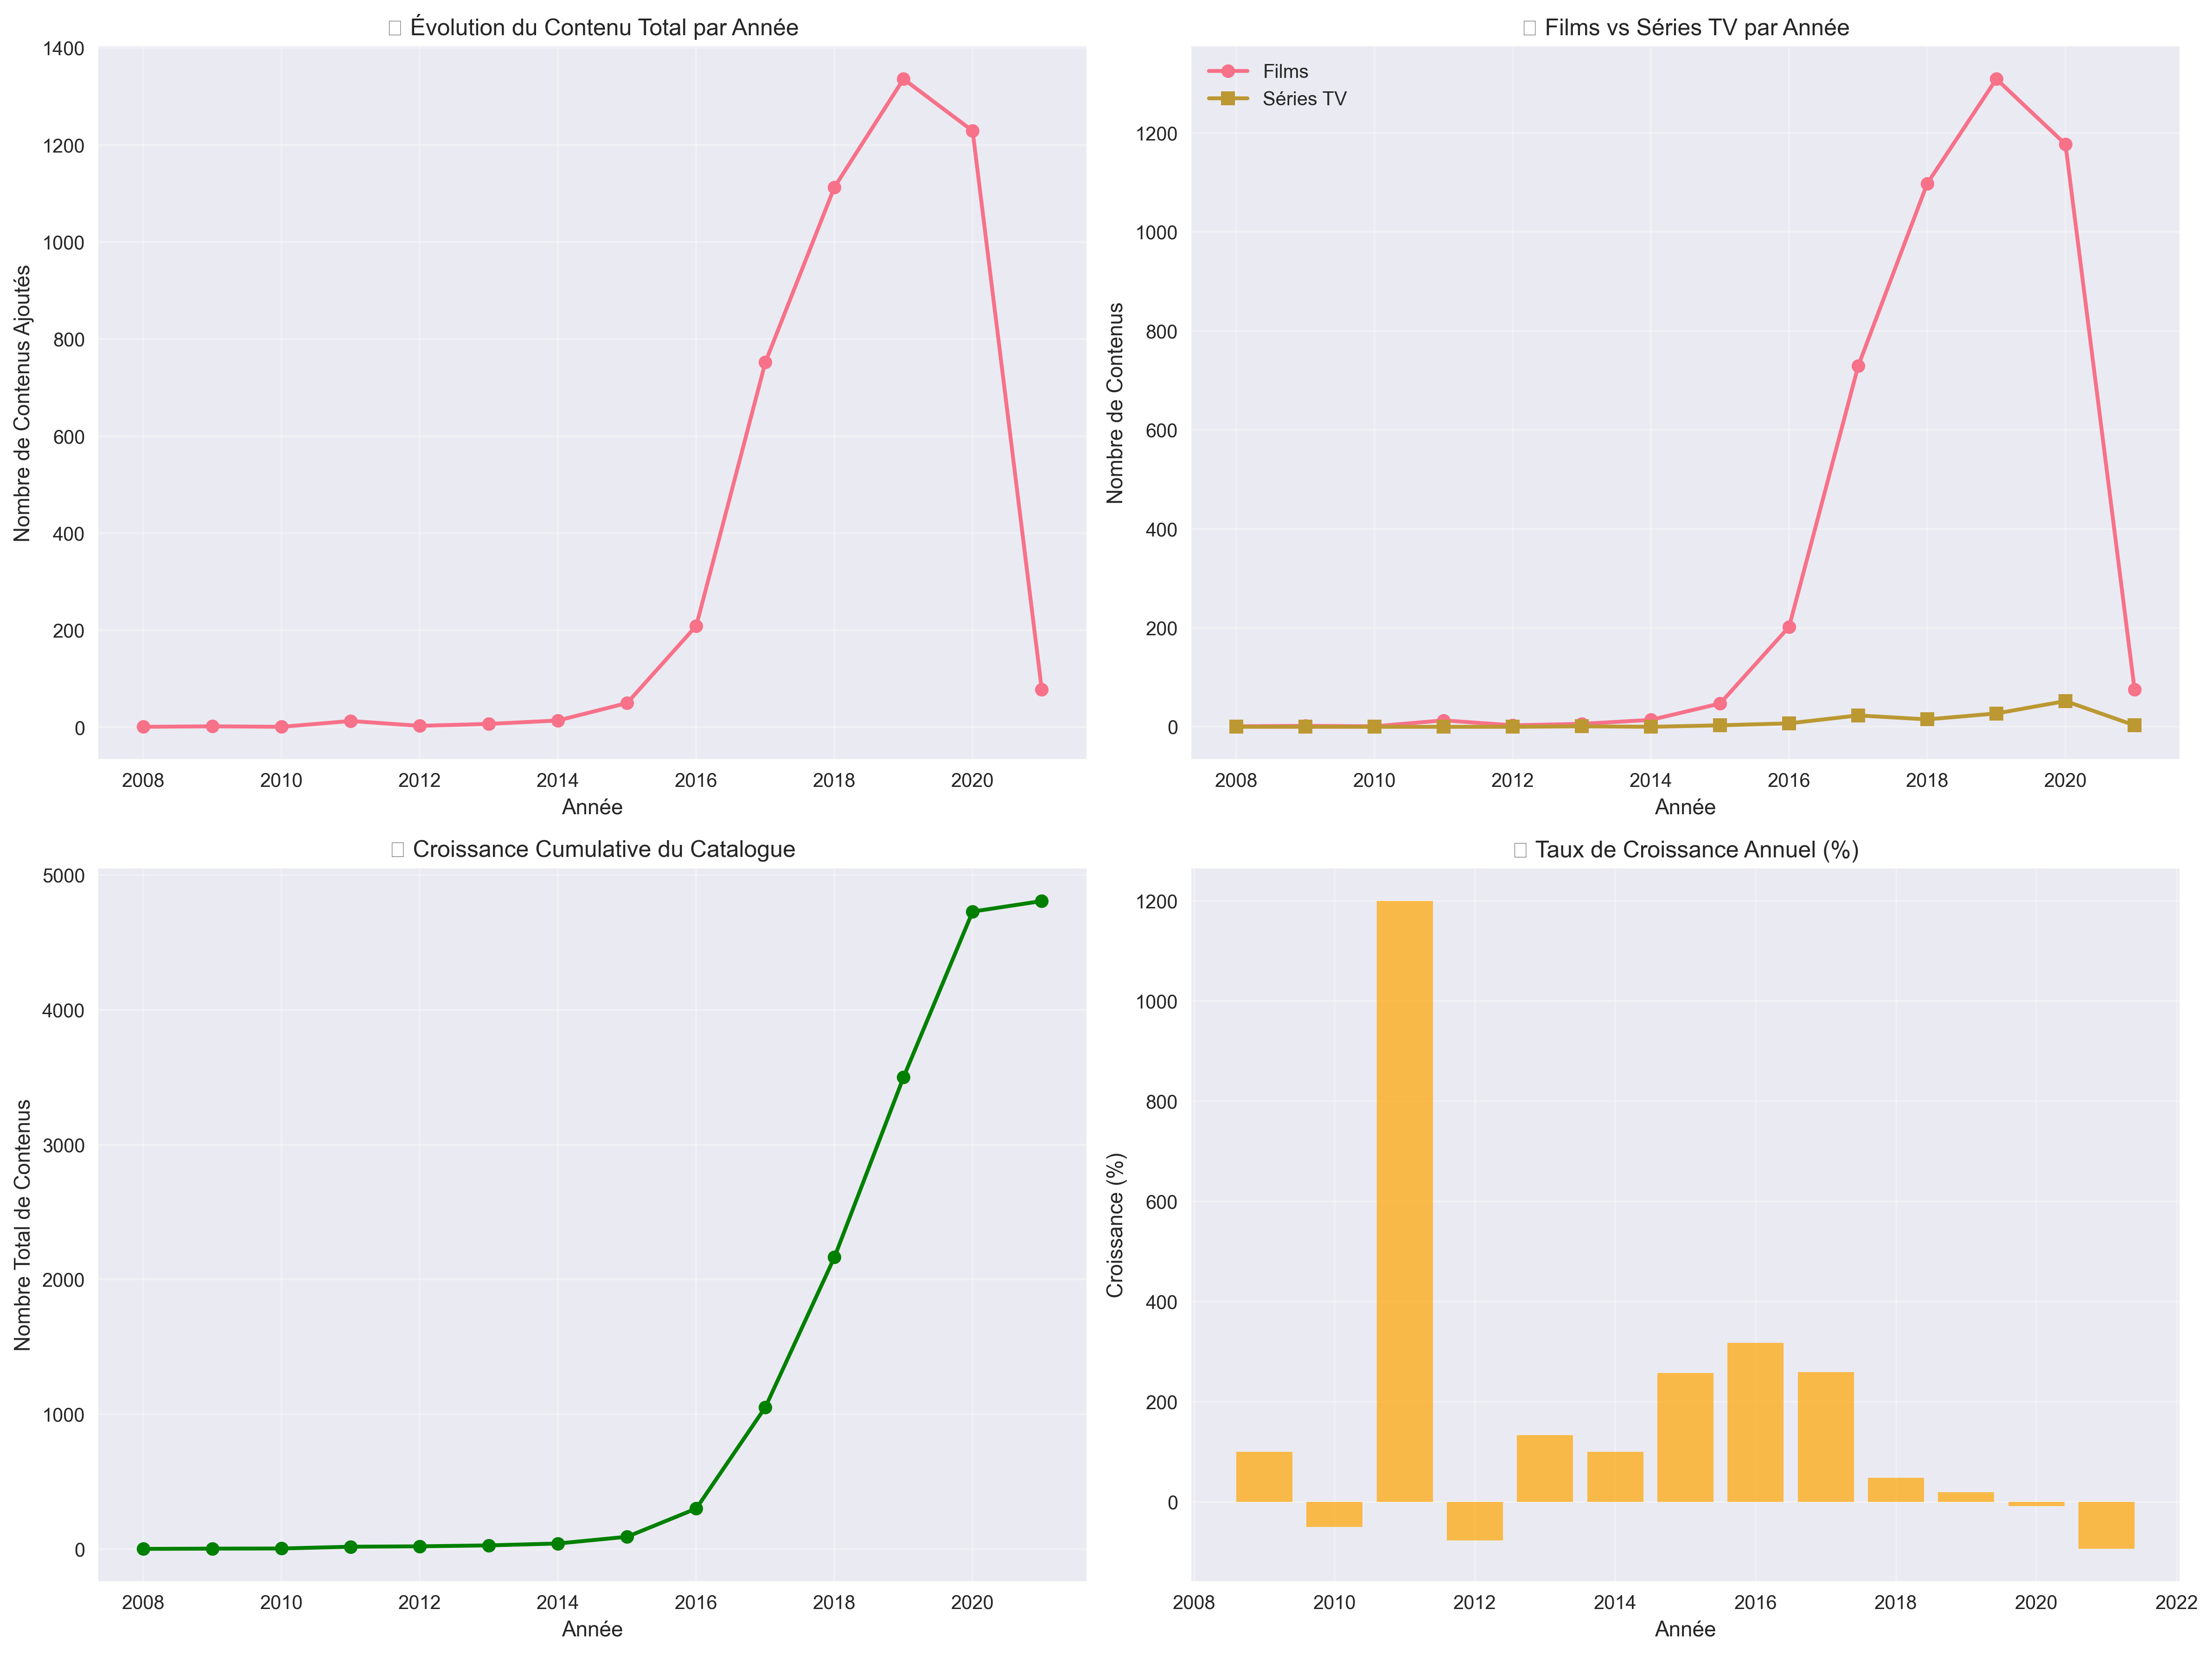 Évolution du Contenu Total par Année
1400
1200
1000
800
600
400
200
0
Nombre de Contenus Ajoutés
2008 2010 2012 2014 2016 2018 2020
Année
Films vs Séries TV par Année
Films
Séries TV
1200
1000
800
600
400
200
0
Nombre de Contenus
2008 2010 2012 2014 2016 2018 2020
Année
Croissance Cumulative du Catalogue
5000
4000
3000
2000
1000
0
Nombre Total de Contenus
2008 2010 2012 2014 2016 2018 2020
Année
Taux de Croissance Annuel (%)
1200
1000
800
600
400
200
0
Croissance (%)
2008 2010 2012 2014 2016 2018 2020 2022
Année